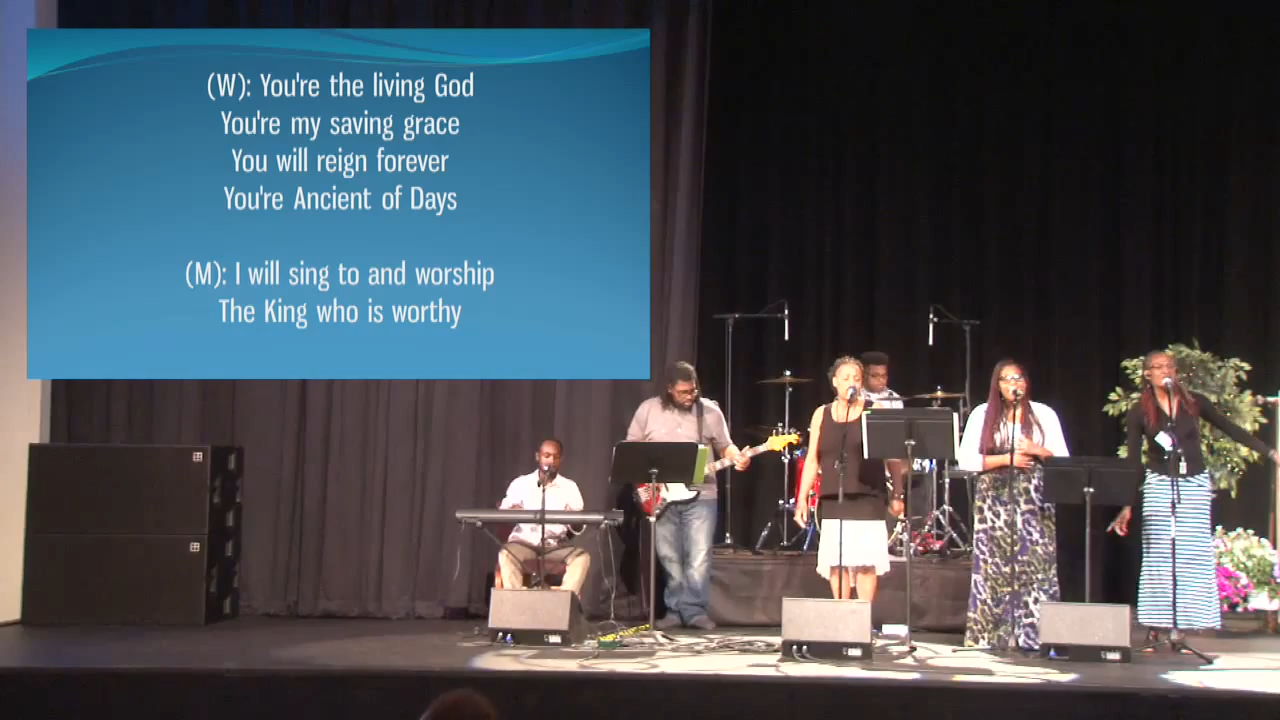 (W): You're the living God
You're my saving grace
You will reign forever
You're Ancient of Days
(M): I will sing to and worship
The King who is worthy